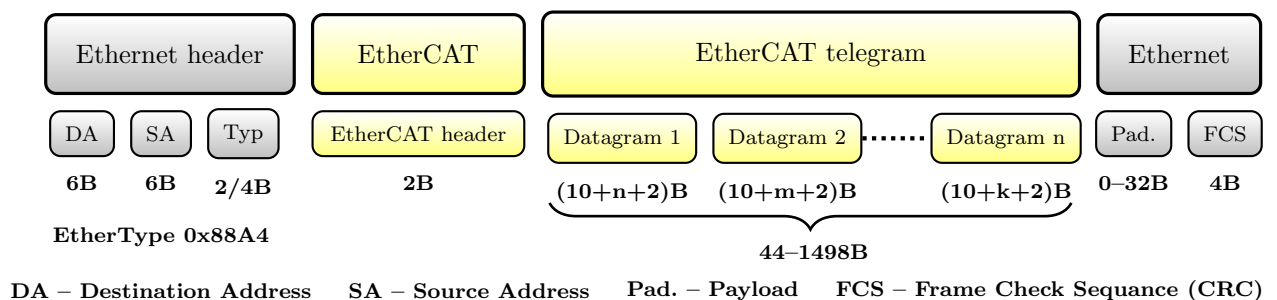 Ethernet header EtherCAT EtherCAT telegram Ethernet
DA SA Typ EtherCAT header Datagram 1 Datagram 2 Datagram n Pad. FCS
6B 6B 2/4B 2B (10+n+2)B (10+m+2)B (10+k+2)B 0–32B 4B
EtherType 0x88A4
44–1498B
DA – Destination Address SA – Source Address Pad. – Payload FCS – Frame Check Sequance (CRC)